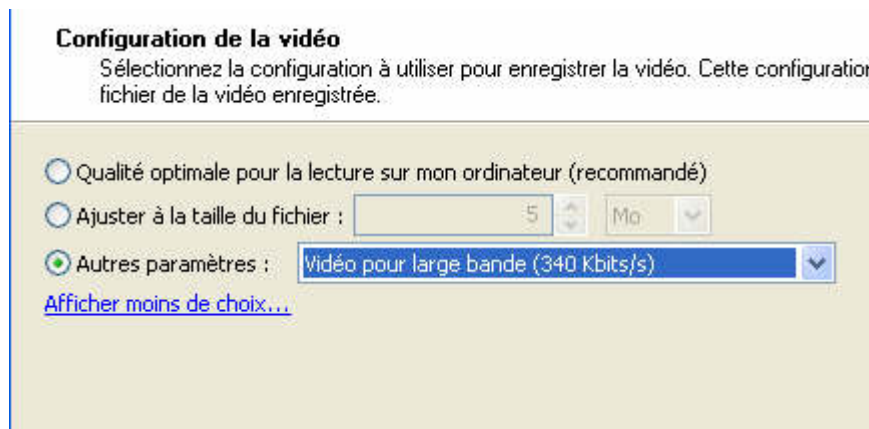 Configuration de la vidéo
Sélectionnez la configuration à utiliser pour enregistrer la vidéo. Cette configuration
fichier de la vidéo enregistrée.
Qualité optimale pour la lecture sur mon ordinateur (recommandé)
Ajuster à la taille du fichier : 5 Mo
Autres paramètres : Vidéo pour large bande (340 Kbits/s)
Afficher moins de choix...